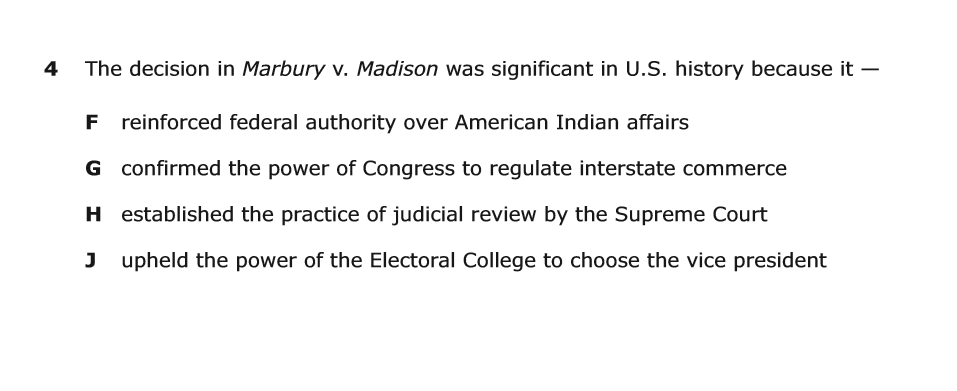 4 The decision in Marbury v. Madison was significant in U.S. history because it —
F reinforced federal authority over American Indian affairs
G confirmed the power of Congress to regulate interstate commerce
H established the practice of judicial review by the Supreme Court
J upheld the power of the Electoral College to choose the vice president